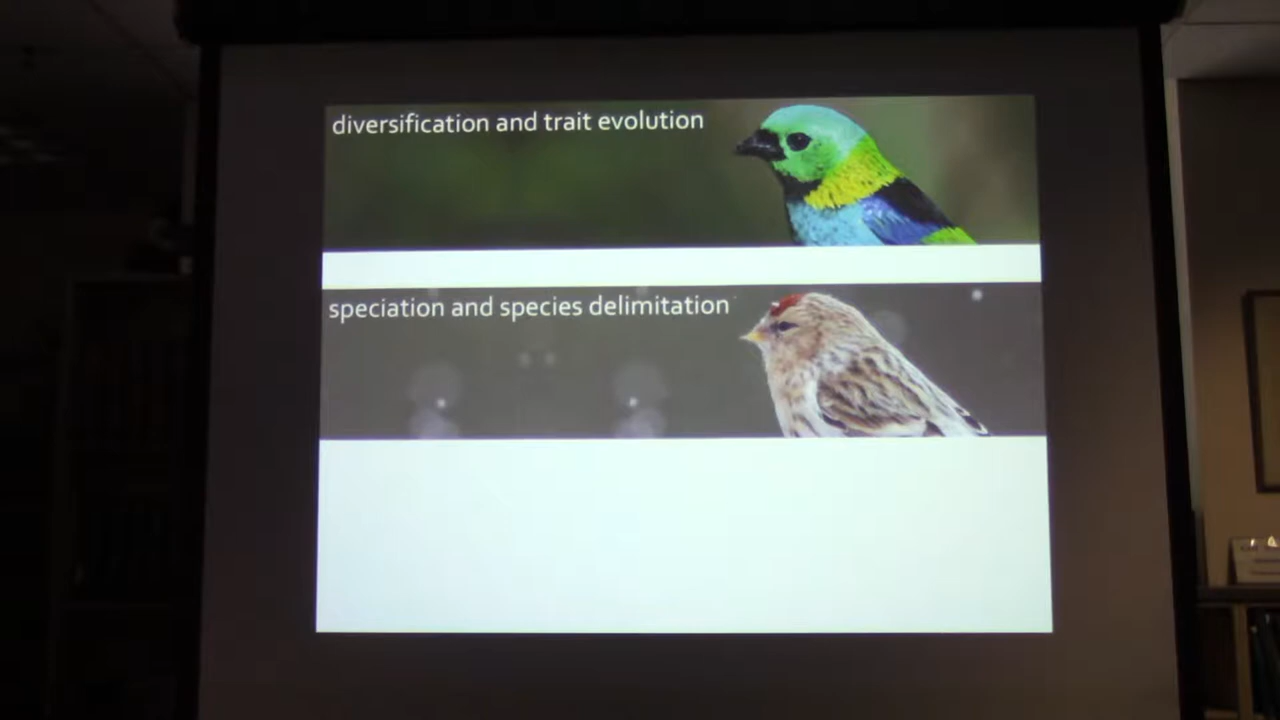 diversification and trait evolution
speciation and species delimitation